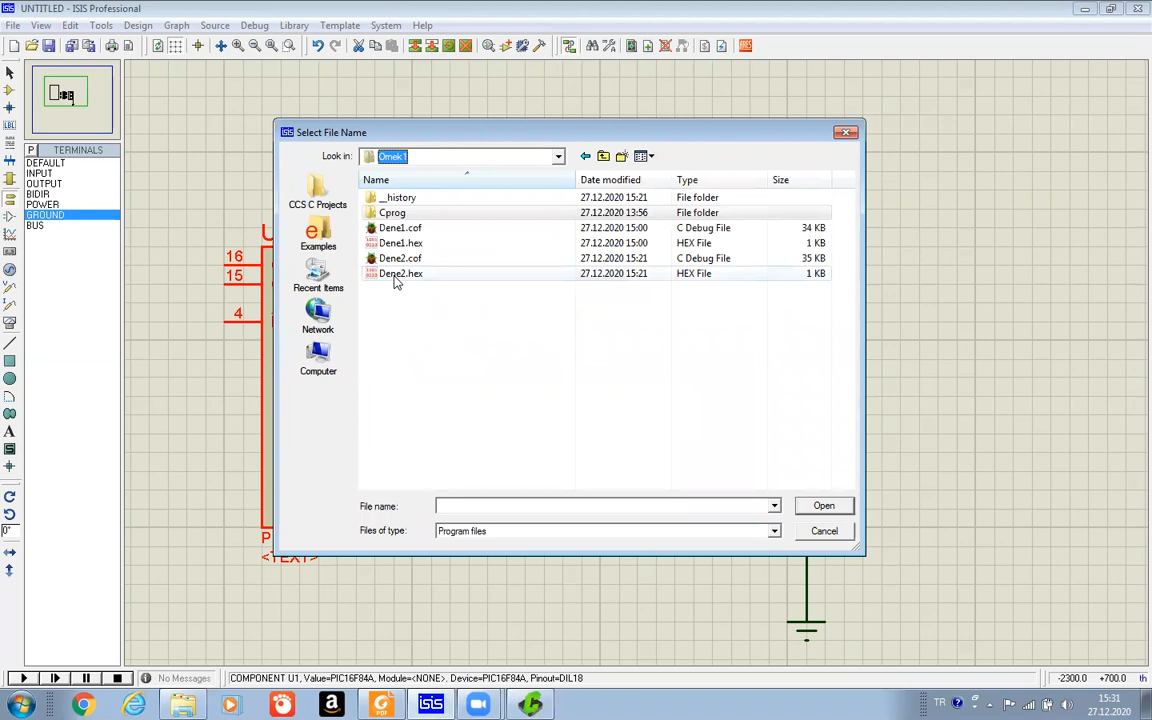 UNTITLED - ISIS Professional
File View Edit Tools Design Graph Source Debug Library Template System Help
LBL
P TERMINALS
DEFAULT
INPUT
OUTPUT
BIDIR
POWER
GROUND
BUS
A
0°
U
16
15
4
P
<TEXT>
Select File Name
Look in: Ornek1
Name Date modified Type Size
__history 27.12.2020 15:21 File folder
Cprog 27.12.2020 13:56 File folder
Dene1.cof 27.12.2020 15:00 C Debug File 34 KB
Dene1.hex 27.12.2020 15:00 HEX File 1 KB
Dene2.cof 27.12.2020 15:21 C Debug File 35 KB
Dene2.hex 27.12.2020 15:21 HEX File 1 KB
CCS C Projects
Examples
Recent Items
Network
Computer
File name: Open
Files of type: Program files Cancel
No Messages COMPONENT U1, Value=PIC16F84A, Module=<NONE>, Device=PIC16F84A, Pinout=DIL18 -2300.0 +700.0 th
TR 15:31
27.12.2020